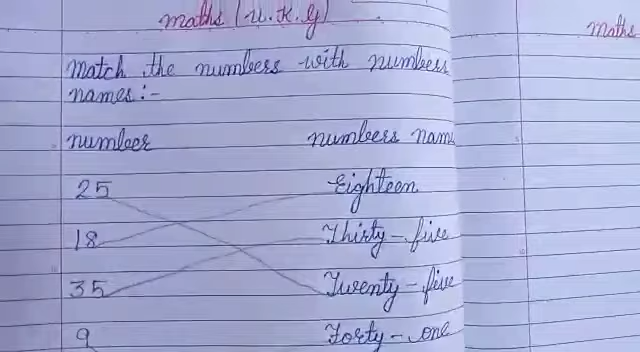 maths (U.K.g)
maths
match the numbers with numbers
names:-
number numbers name
25 Eighteen
18 Thirty-five
35 Twenty-five
9 Forty-one